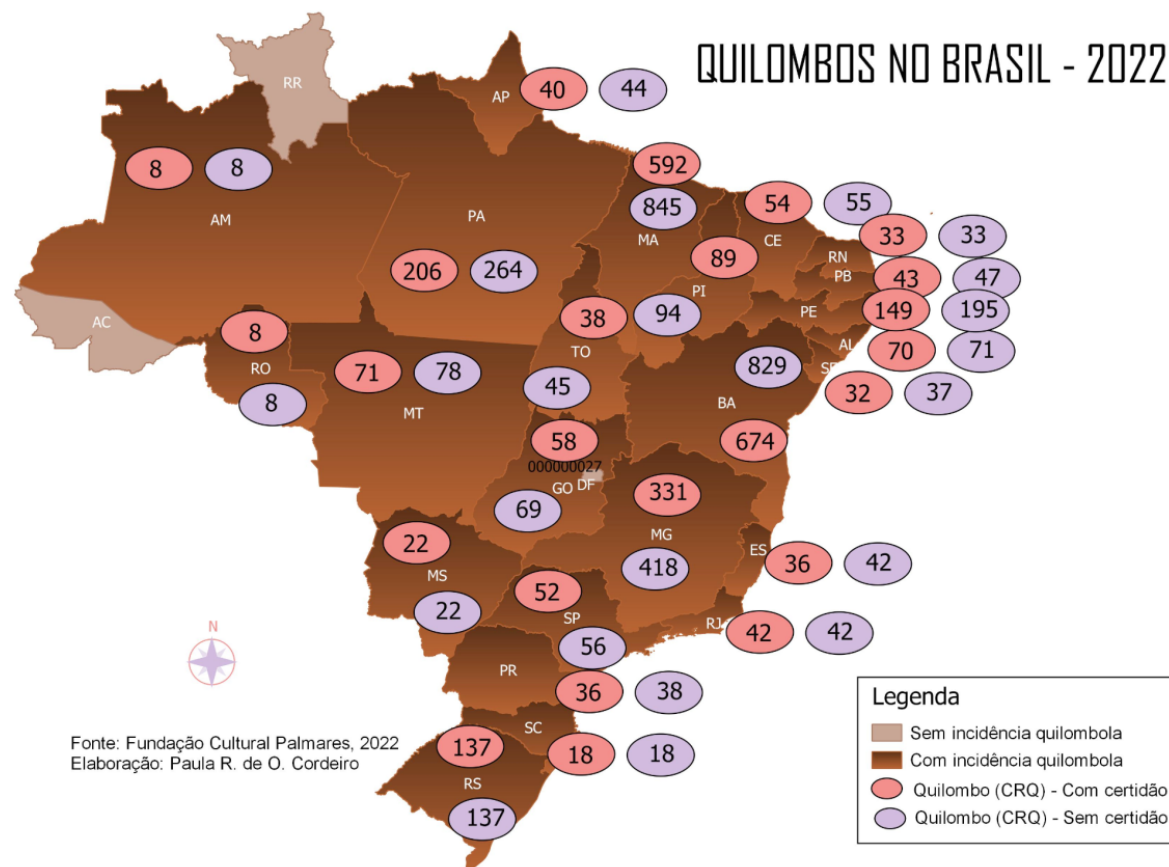 QUILOMBOS NO BRASIL - 2022
RR
AP
40 44
8 8
AM
PA
592
845
MA
54 55
CE
33 33
RN
PB
43 47
206 264
89
PI
94
PE
149 195
AC
8
RO
8
38
TO
45
AL
70 71
SE
32 37
71 78
MT
829
BA
674
58
000000027
GO DF
69
331
MG
418
ES
36 42
22
MS
22
52
SP
56
RJ
42 42
PR
36 38
SC
18 18
137
RS
137
N
Fonte: Fundação Cultural Palmares, 2022
Elaboração: Paula R. de O. Cordeiro
Legenda
Sem incidência quilombola
Com incidência quilombola
Quilombo (CRQ) - Com certidão
Quilombo (CRQ) - Sem certidão